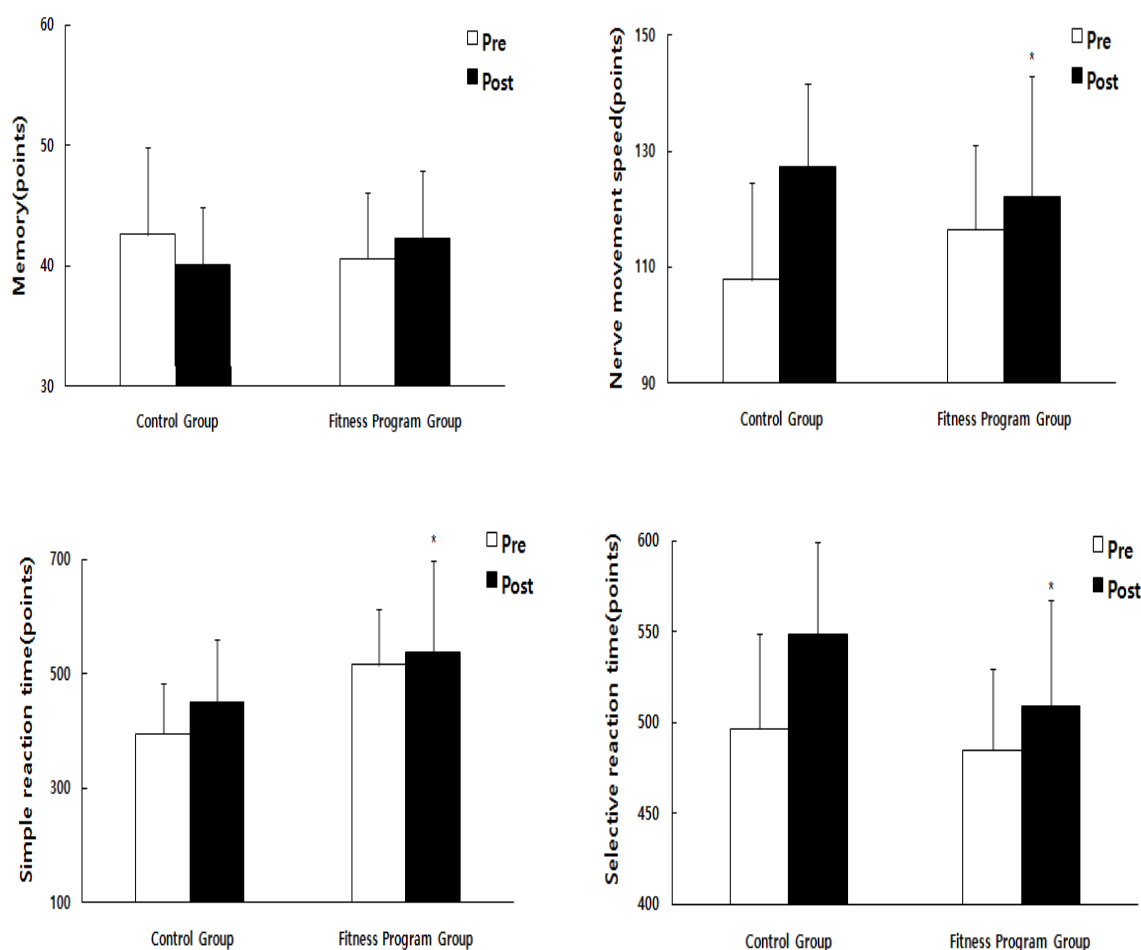 60
50
40
30
Memory(points)
Pre
Post
Control Group
Fitness Program Group
150
130
110
90
Nerve movement speed(points)
Pre
Post
*
Control Group
Fitness Program Group
700
500
300
100
Simple reaction time(points)
Pre
Post
*
Control Group
Fitness Program Group
600
550
500
450
400
Selective reaction time(points)
Pre
Post
*
Control Group
Fitness Program Group